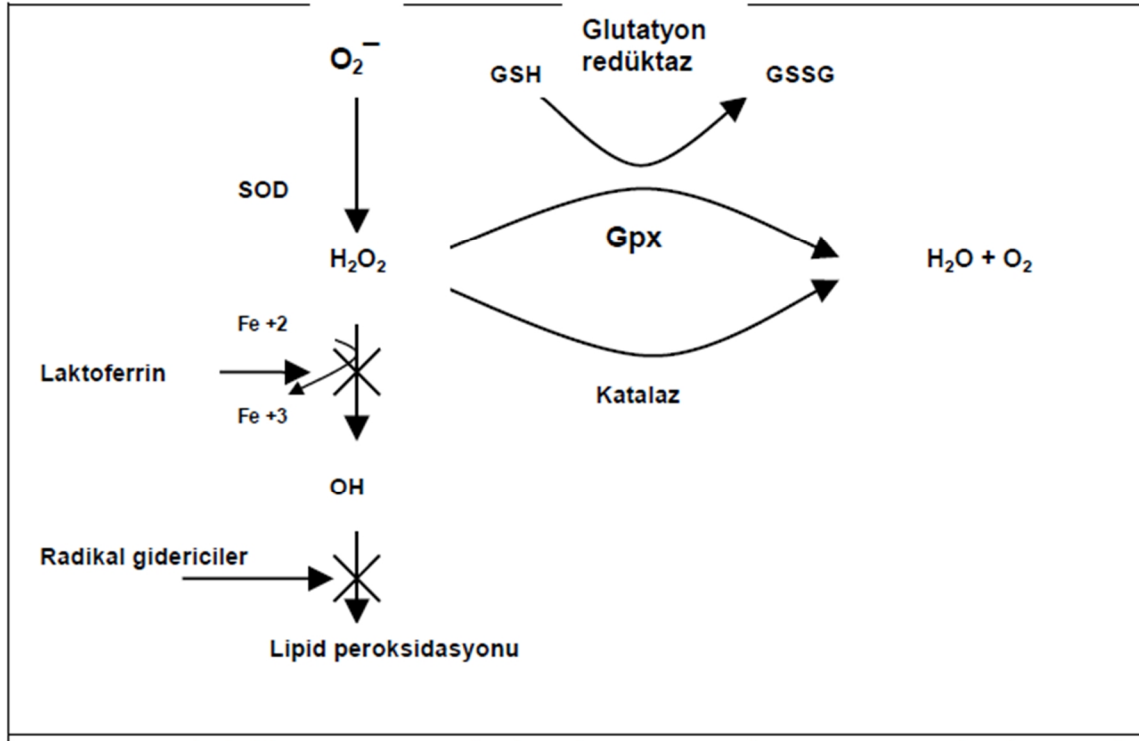 O₂⁻
GSH
Glutatyon
redüktaz
GSSG
SOD
H₂O₂
Gpx
H₂O + O₂
Fe +2
Laktoferrin
Fe +3
Katalaz
OH
Radikal gidericiler
Lipid peroksidasyonu